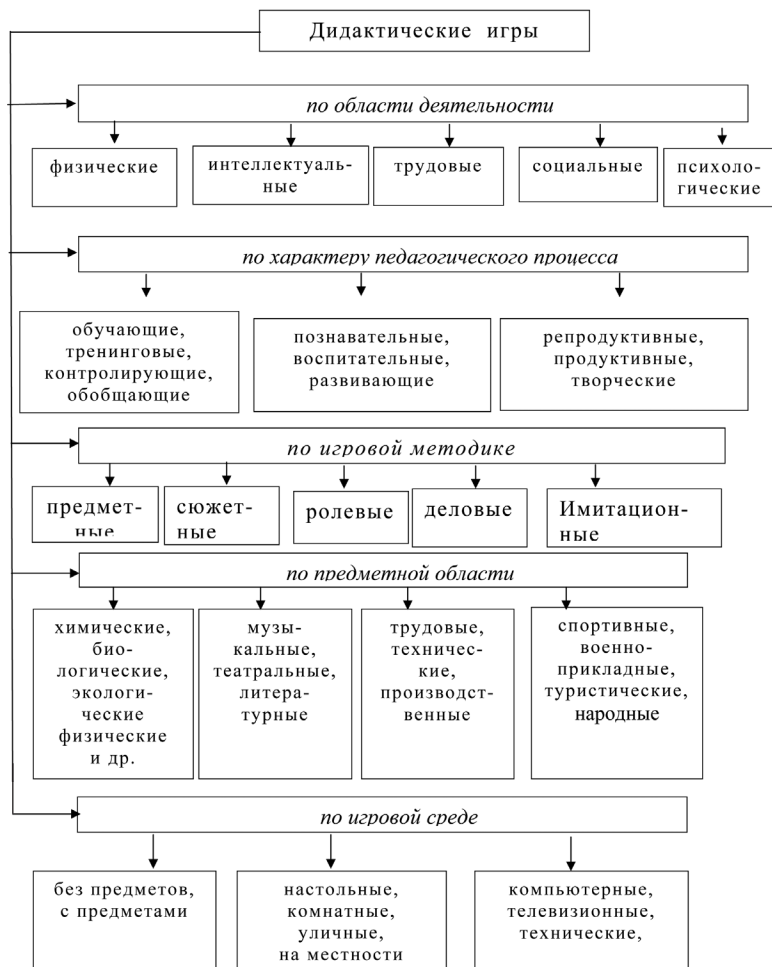 Дидактические игры
по области деятельности
физические
интеллектуаль-
ные
трудовые
социальные
психоло-
гические
по характеру педагогического процесса
обучающие,
тренинговые,
контролирующие,
обобщающие
познавательные,
воспитательные,
развивающие
репродуктивные,
продуктивные,
творческие
по игровой методике
предмет-
ные
сюжет-
ные
ролевые
деловые
Имитацион-
ные
по предметной области
химические,
био-
логические,
экологи-
ческие
физические
и др.
музы-
кальные,
театральные,
литера-
турные
трудовые,
техничес-
кие,
производст-
венные
спортивные,
военно-
прикладные,
туристические,
народные
по игровой среде
без предметов,
с предметами
настольные,
комнатные,
уличные,
на местности
компьютерные,
телевизионные,
технические,